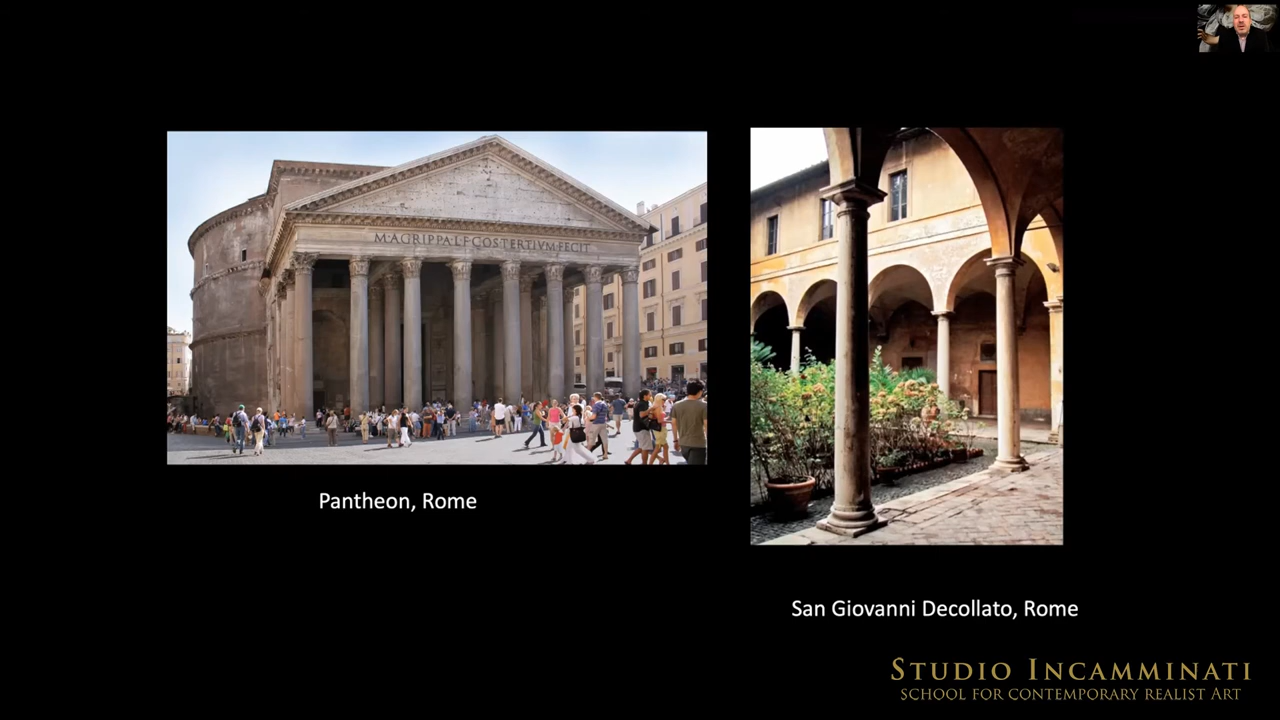 M·AGRIPPA·L·F·COS·TERTIVM·FECIT
Pantheon, Rome
San Giovanni Decollato, Rome
STUDIO INCAMMINATI
SCHOOL FOR CONTEMPORARY REALIST ART